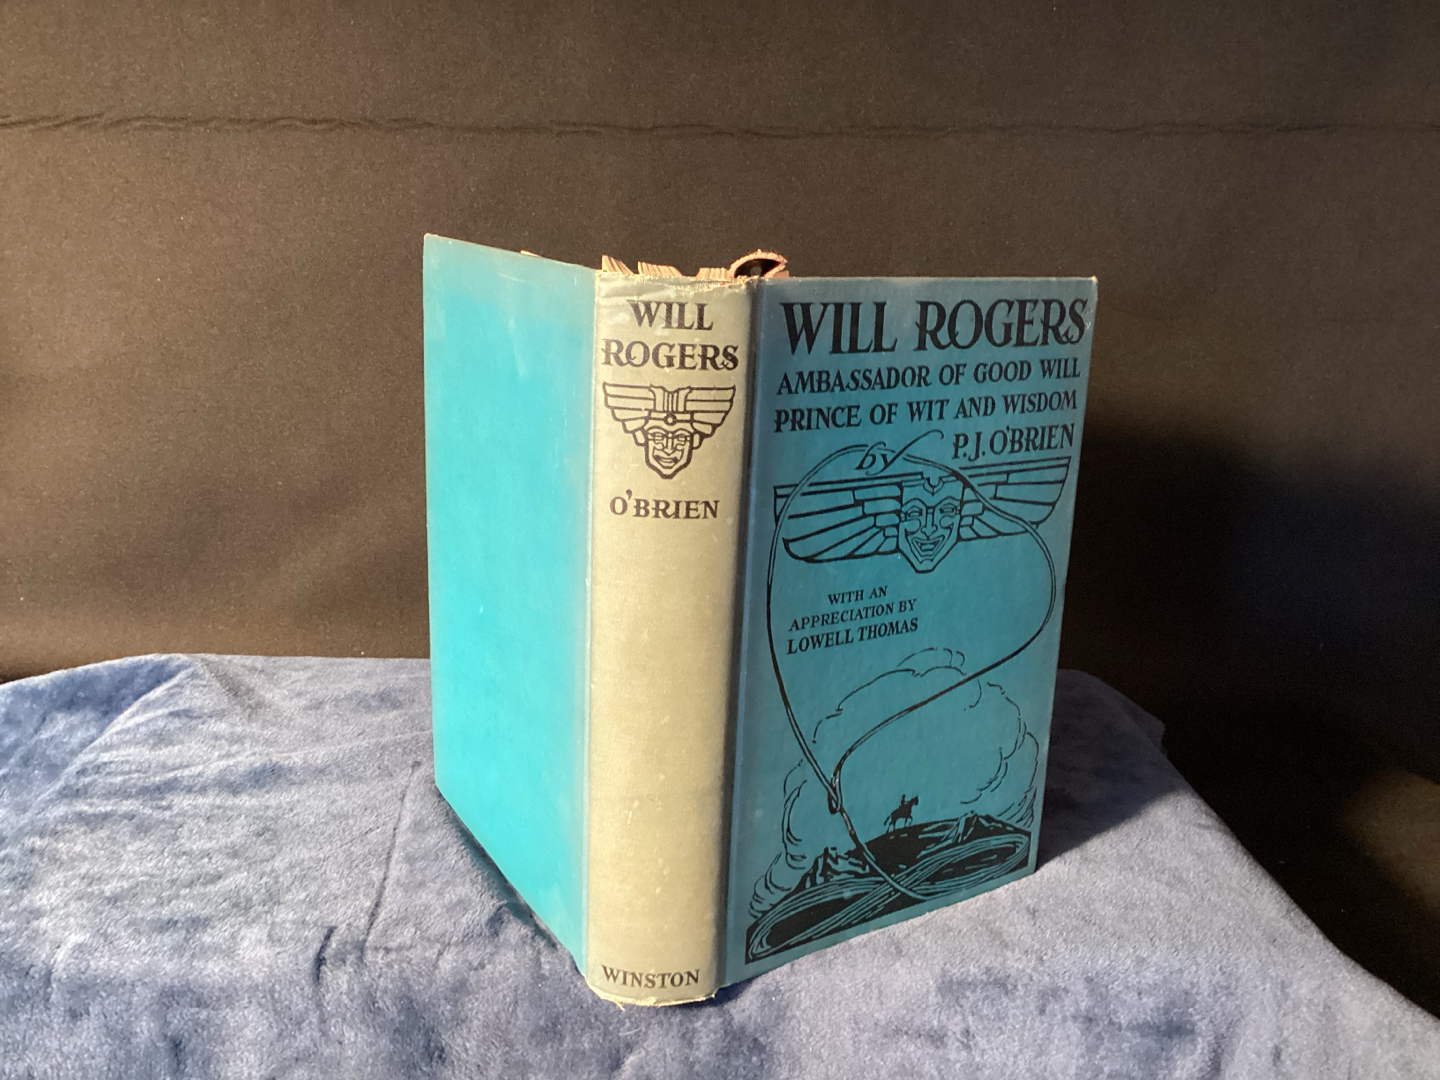 WILL
ROGERS
O'BRIEN
WINSTON
WILL ROGERS
AMBASSADOR OF GOOD WILL
PRINCE OF WIT AND WISDOM
by P.J. O'BRIEN
WITH AN
APPRECIATION BY
LOWELL THOMAS